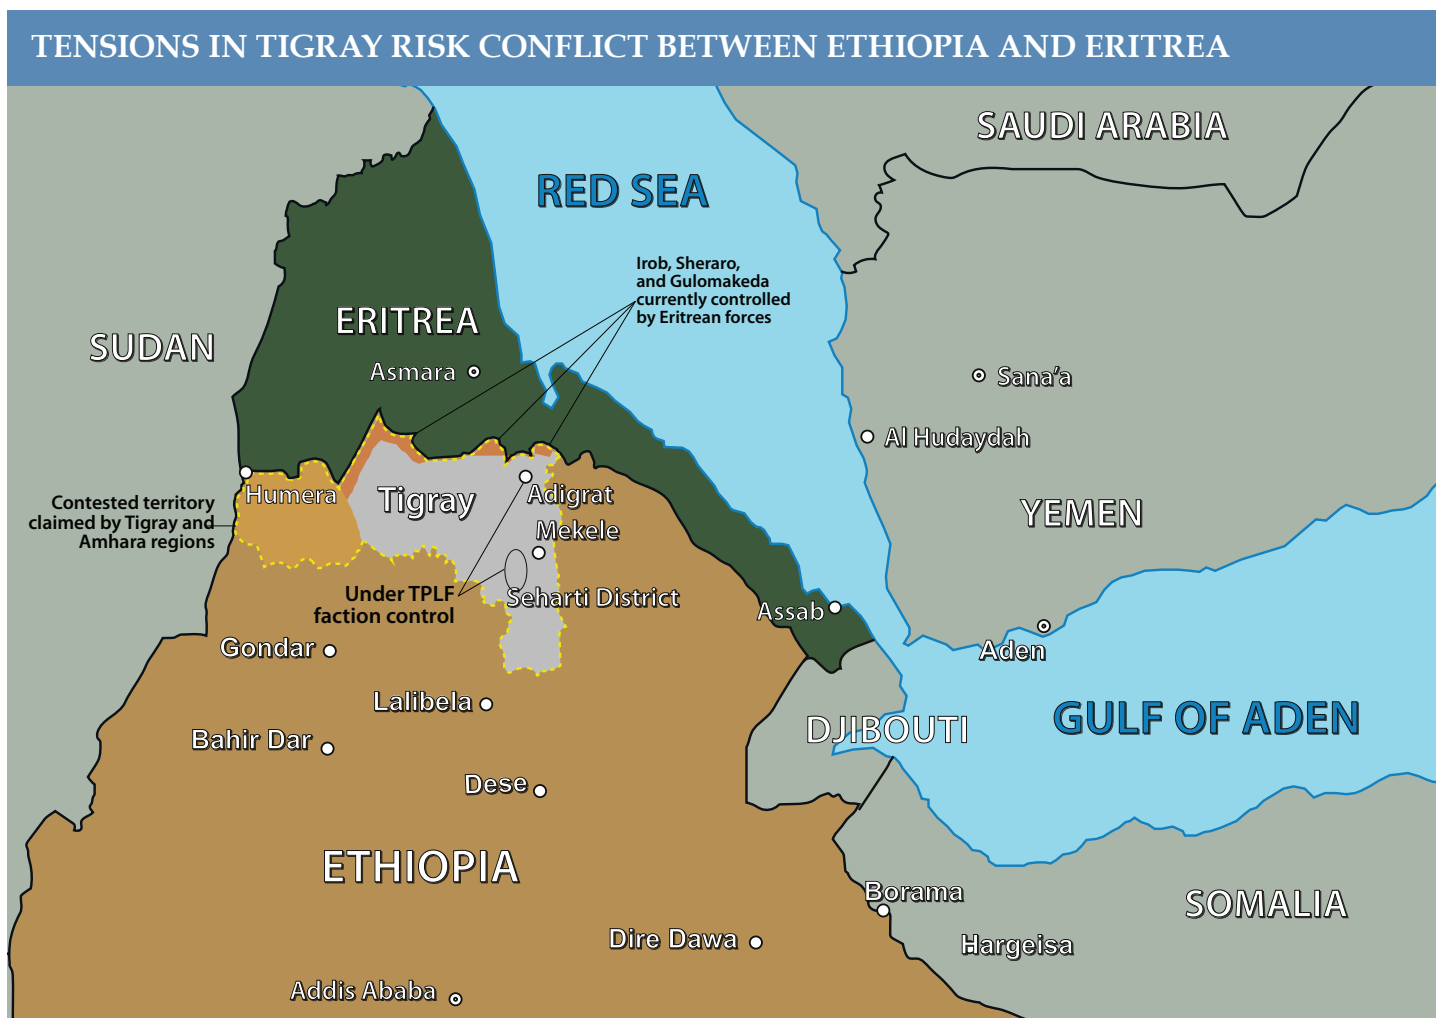 TENSIONS IN TIGRAY RISK CONFLICT BETWEEN ETHIOPIA AND ERITREA
SAUDI ARABIA
RED SEA
Irob, Sheraro,
and Gulomakeda
currently controlled
by Eritrean forces
ERITREA
SUDAN
Asmara
Sana'a
Al Hudaydah
Humera
Tigray
Adigrat
Contested territory
claimed by Tigray and
Amhara regions
YEMEN
Mekele
Under TPLF
faction control
Seharti District
Assab
Gondar
Aden
Lalibela
DJIBOUTI
GULF OF ADEN
Bahir Dar
Dese
ETHIOPIA
Borama
SOMALIA
Dire Dawa
Hargeisa
Addis Ababa